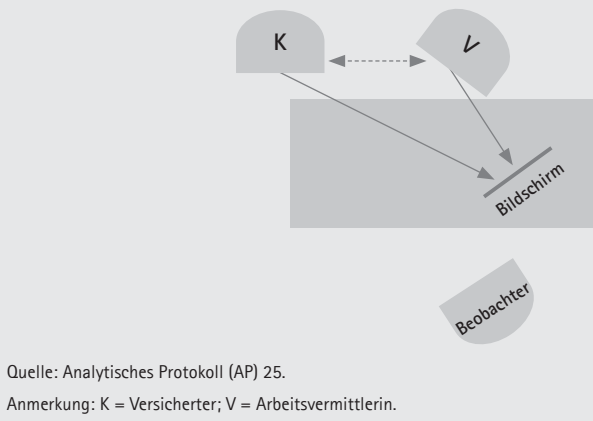 K
V
Bildschirm
Beobachter
Quelle: Analytisches Protokoll (AP) 25.
Anmerkung: K = Versicherter; V = Arbeitsvermittlerin.